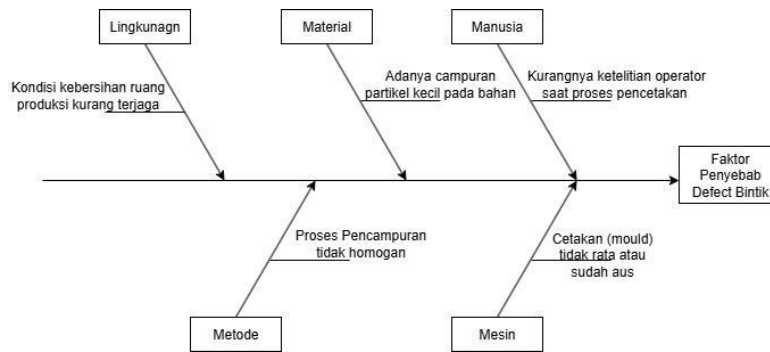 Lingkunagn
Material
Manusia
Kondisi kebersihan ruang
produksi kurang terjaga
Adanya campuran
partikel kecil pada bahan
Kurangnya ketelitian operator
saat proses pencetakan
Faktor
Penyebab
Defect Bintik
Proses Pencampuran
tidak homogan
Cetakan (mould)
tidak rata atau
sudah aus
Metode
Mesin